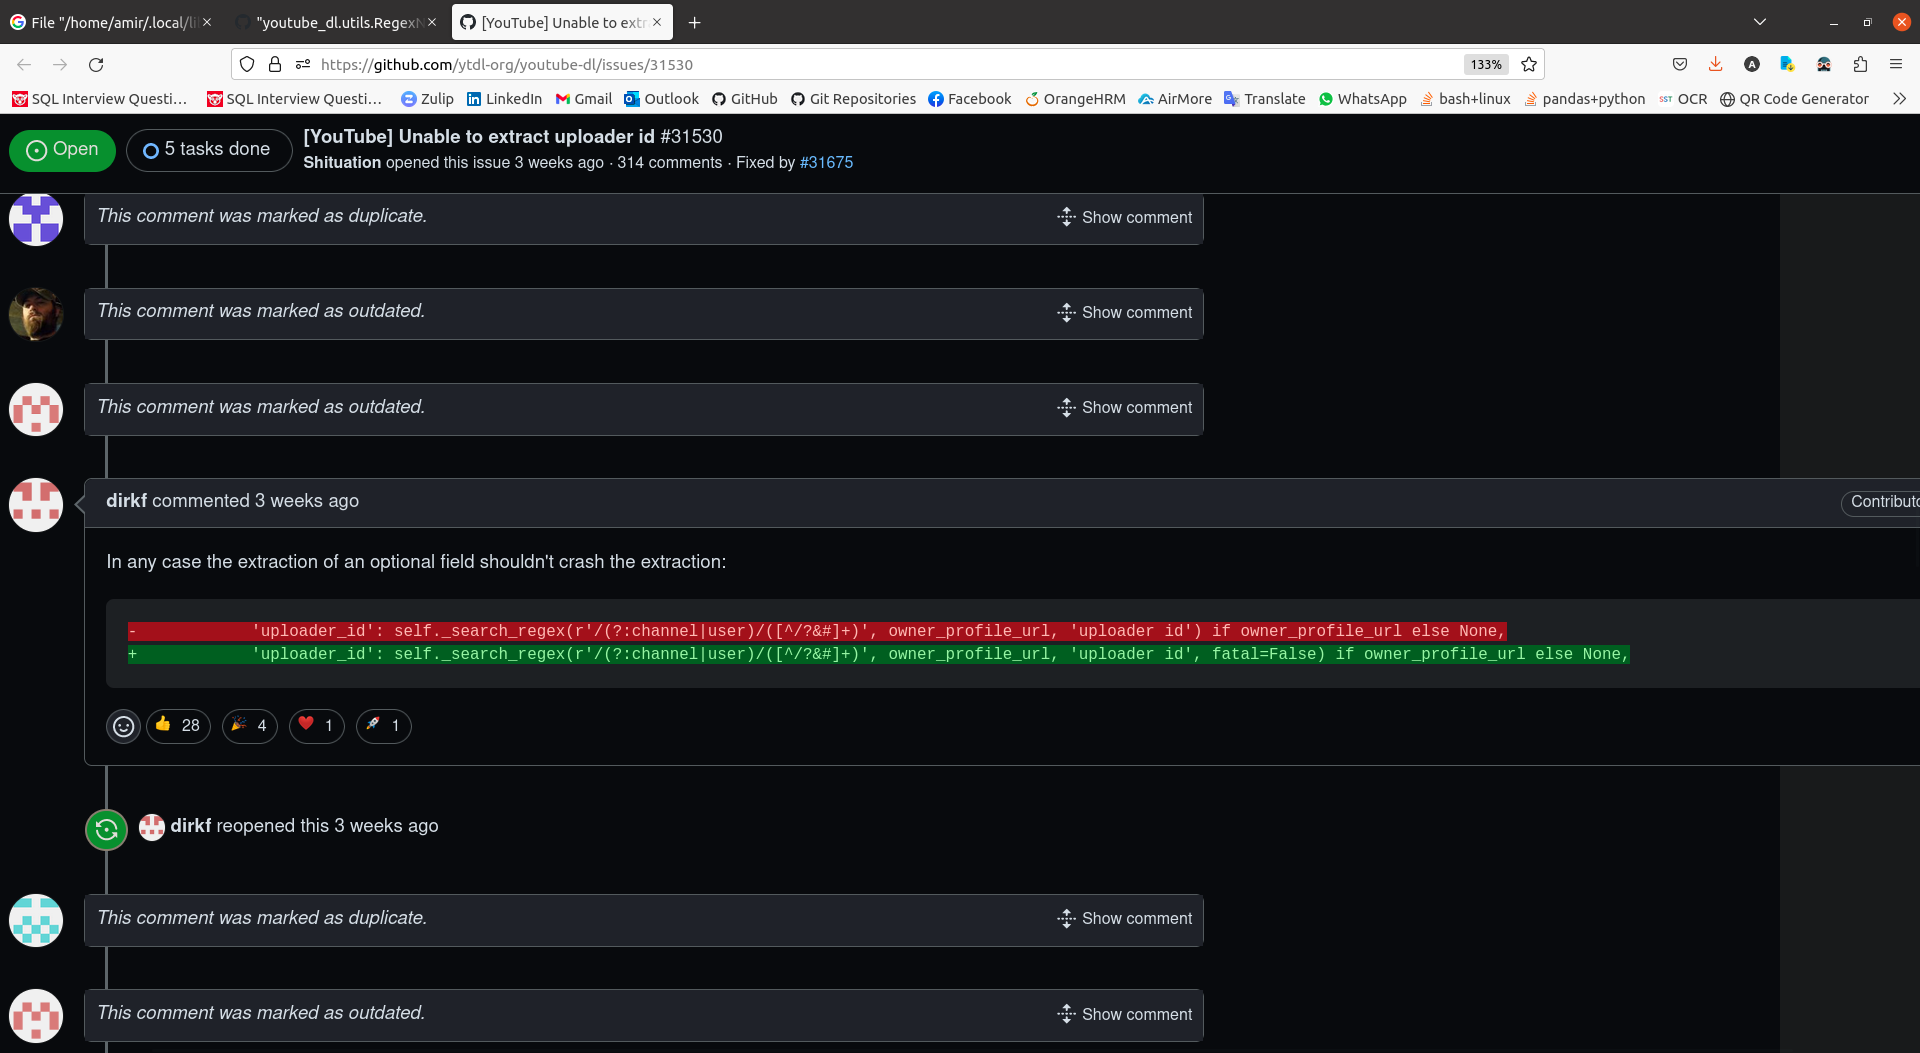 File "/home/amir/.local/li
"youtube_dl.utils.RegexN
[YouTube] Unable to extr
https://github.com/ytdl-org/youtube-dl/issues/31530
133%
SQL Interview Questi… SQL Interview Questi… Zulip LinkedIn Gmail Outlook GitHub Git Repositories Facebook OrangeHRM AirMore Translate WhatsApp bash+linux pandas+python SST OCR QR Code Generator
Open
5 tasks done
[YouTube] Unable to extract uploader id #31530
Shituation opened this issue 3 weeks ago · 314 comments · Fixed by #31675
This comment was marked as duplicate. Show comment
This comment was marked as outdated. Show comment
This comment was marked as outdated. Show comment
dirkf commented 3 weeks ago
Contributo
In any case the extraction of an optional field shouldn't crash the extraction:
- 'uploader_id': self._search_regex(r'/(?:channel|user)/([^/?&#]+)', owner_profile_url, 'uploader id') if owner_profile_url else None,
+ 'uploader_id': self._search_regex(r'/(?:channel|user)/([^/?&#]+)', owner_profile_url, 'uploader id', fatal=False) if owner_profile_url else None,
👍 28 🎉 4 ❤️ 1 🚀 1
dirkf reopened this 3 weeks ago
This comment was marked as duplicate. Show comment
This comment was marked as outdated. Show comment